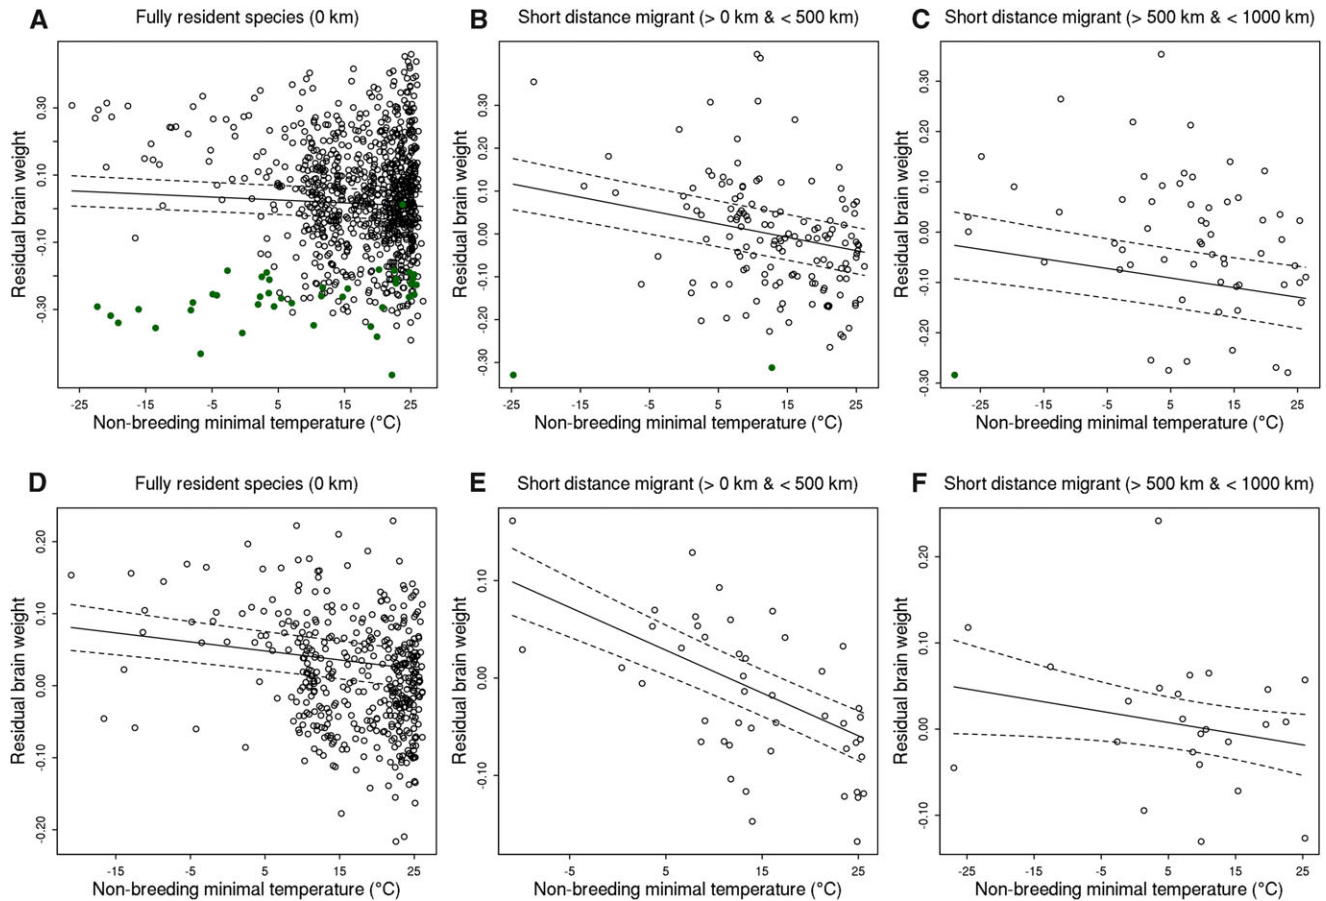 A Fully resident species (0 km)
Residual brain weight
0.30
0.10
-0.10
-0.30
-25 -15 -5 5 15 25
Non-breeding minimal temperature (°C)
B Short distance migrant (> 0 km & < 500 km)
Residual brain weight
0.30
0.20
0.10
0.00
-0.10
-0.20
-0.30
-25 -15 -5 5 15 25
Non-breeding minimal temperature (°C)
C Short distance migrant (> 500 km & < 1000 km)
Residual brain weight
0.30
0.20
0.10
0.00
-0.10
-0.20
-0.30
-25 -15 -5 5 15 25
Non-breeding minimal temperature (°C)
D Fully resident species (0 km)
Residual brain weight
0.20
0.10
0.00
-0.10
-0.20
-15 -5 5 15 25
Non-breeding minimal temperature (°C)
E Short distance migrant (> 0 km & < 500 km)
Residual brain weight
0.10
0.00
-0.10
-5 5 15 25
Non-breeding minimal temperature (°C)
F Short distance migrant (> 500 km & < 1000 km)
Residual brain weight
0.20
0.10
0.00
-0.10
-25 -15 -5 5 15 25
Non-breeding minimal temperature (°C)